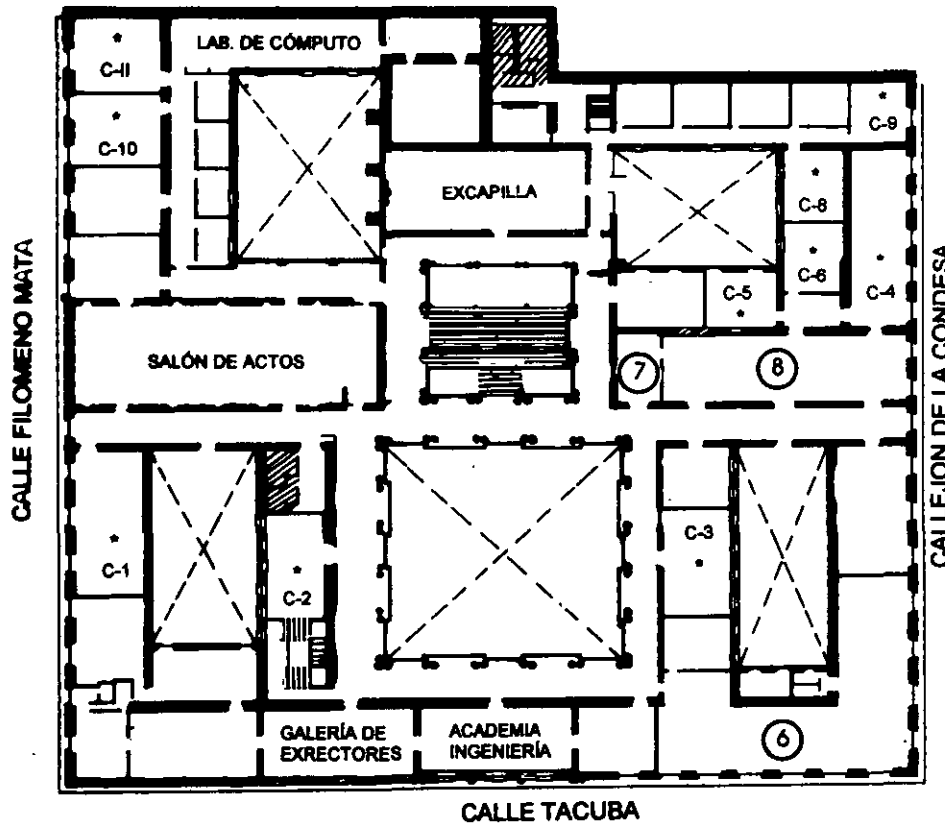 LAB. DE CÓMPUTO
C-11
C-10
C-9
EXCAPILLA
C-8
C-6
C-5
C-4
SALÓN DE ACTOS
7
8
CALLE FILOMENO MATA
CALLEJON DE LA CONDESA
C-1
C-2
C-3
GALERÍA DE
EXRECTORES
ACADEMIA
INGENIERÍA
6
CALLE TACUBA